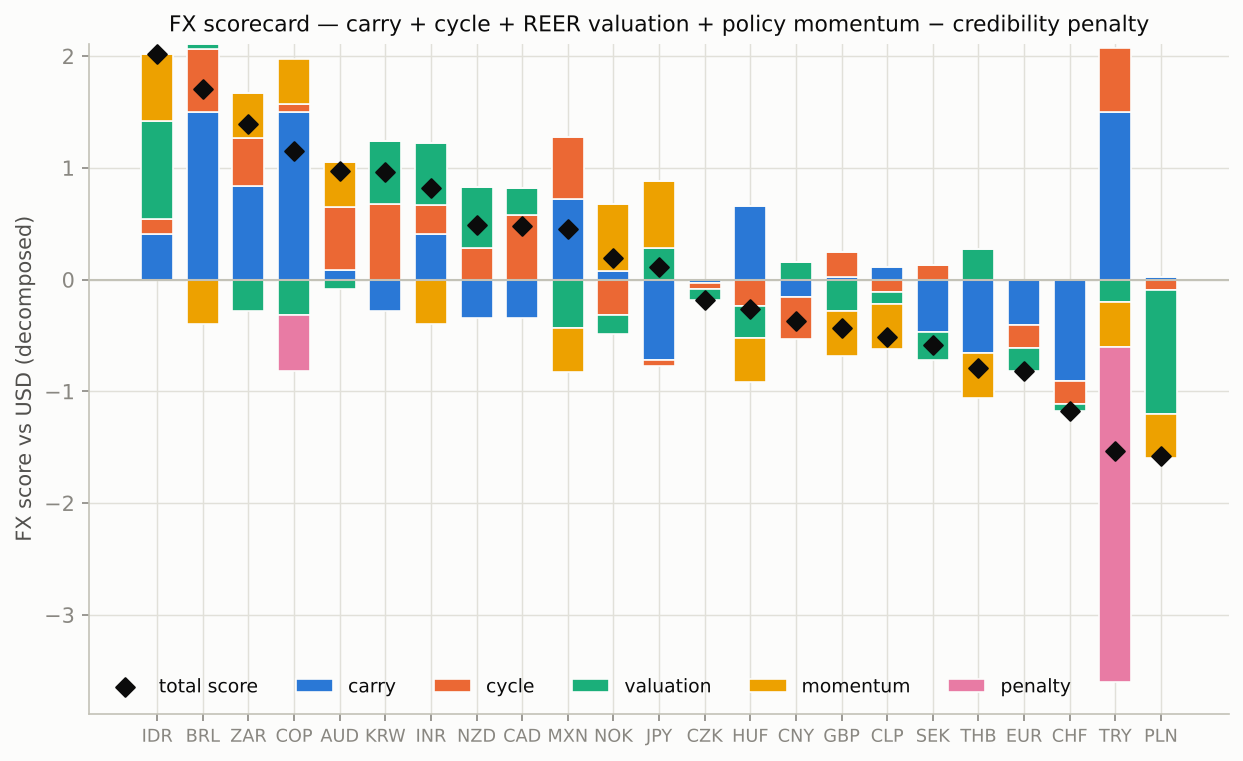 FX scorecard — carry + cycle + REER valuation + policy momentum − credibility penalty
FX score vs USD (decomposed)
2
1
0
−1
−2
−3
total score carry cycle valuation momentum penalty
IDR BRL ZAR COP AUD KRW INR NZD CAD MXN NOK JPY CZK HUF CNY GBP CLP SEK THB EUR CHF TRY PLN